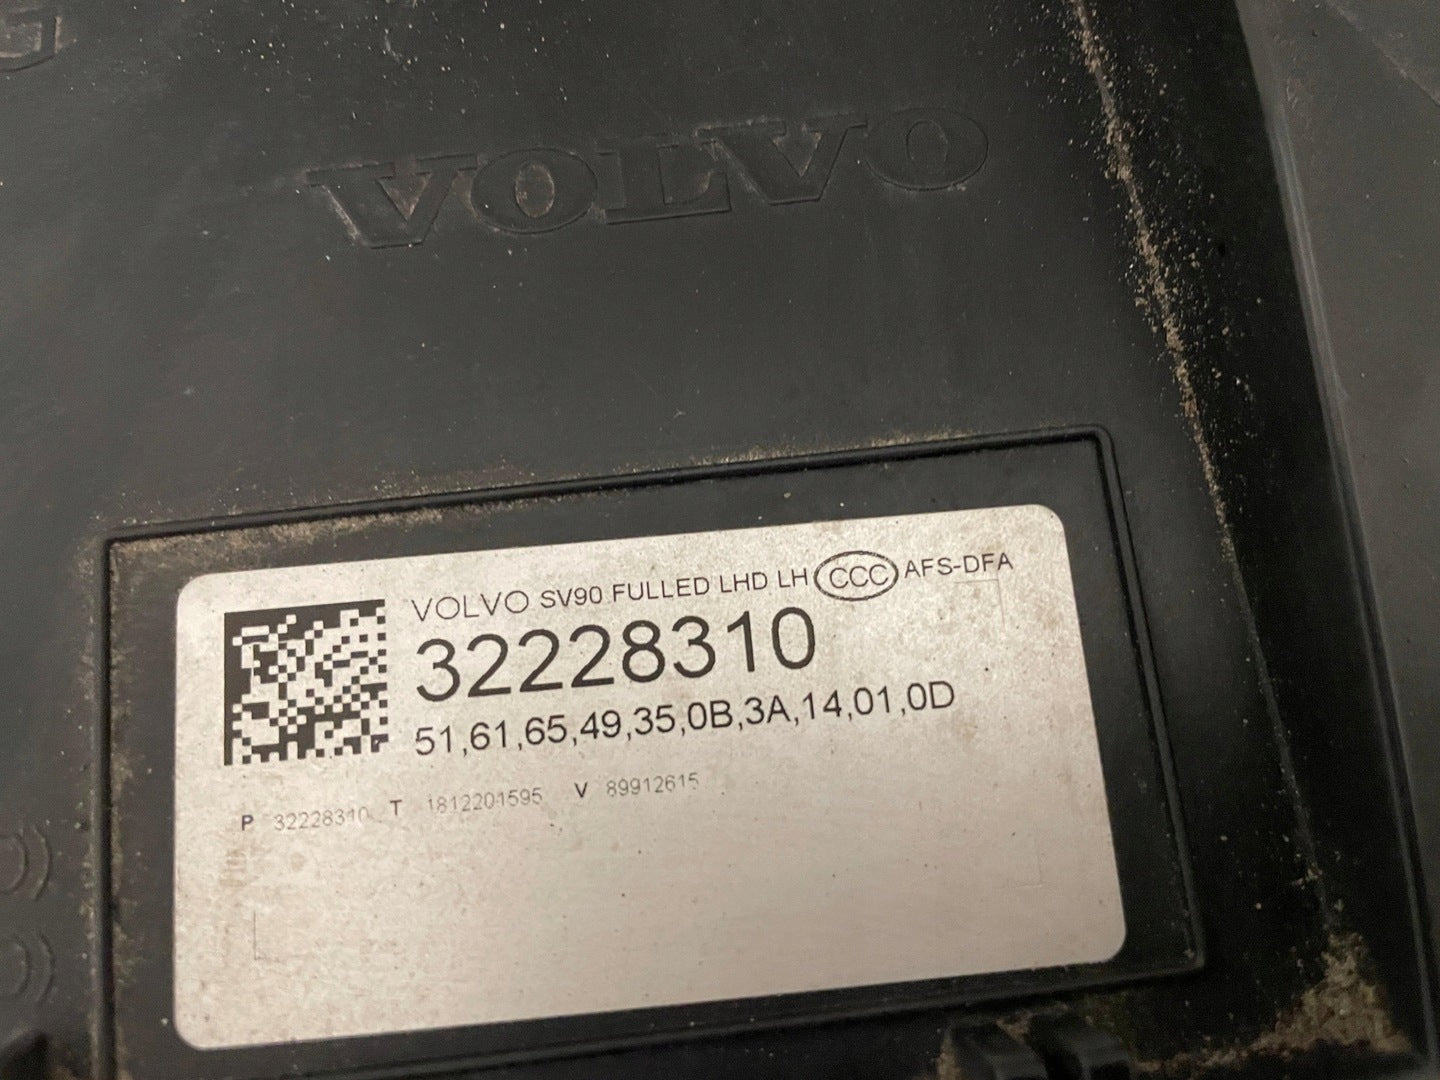 VOLVO
VOLVO SV90 FULLED LHD LH CCC AFS-DFA
32228310
51,61,65,49,35,0B,3A,14,01,0D
P 32228310 T 1812201595 V 89912615